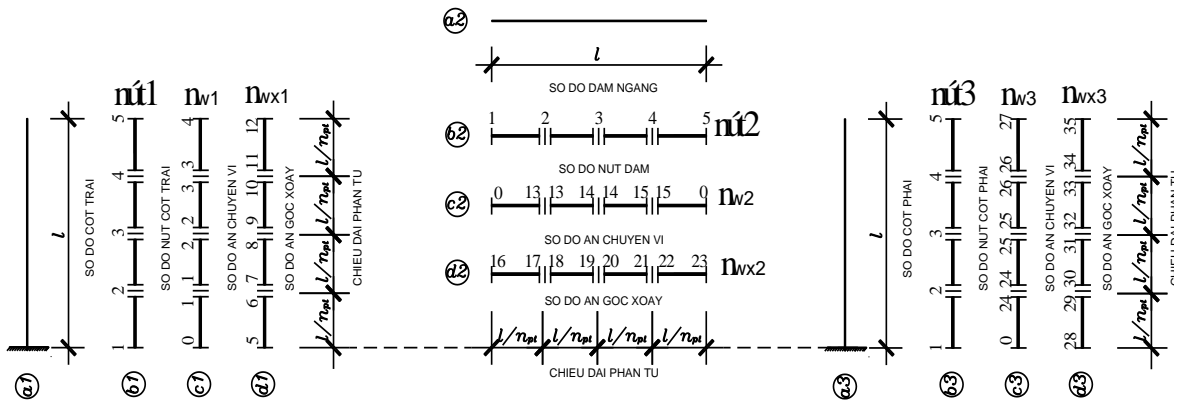 a2
l
SO DO DAM NGANG
1 2 3 4 5 nút2
b2
SO DO NUT DAM
0 13 13 14 14 15 15 0 nw2
c2
SO DO AN CHUYEN VI
16 17 18 19 20 21 22 23 nwx2
d2
SO DO AN GOC XOAY
l/npt l/npt l/npt l/npt
CHIEU DAI PHAN TU
l
SO DO COT TRAI
a1
nút1
5
4
3
2
1
SO DO NUT COT TRAI
b1
nw1
4
3
3
2
2
1
1
0
SO DO AN CHUYEN VI
c1
nwx1
12
11
10
9
8
7
6
5
SO DO AN GOC XOAY
d1
l/npt
l/npt
l/npt
l/npt
CHIEU DAI PHAN TU
l
SO DO COT PHAI
a3
nút3
5
4
3
2
1
SO DO NUT COT PHAI
b3
nw3
27
26
26
25
25
24
24
0
SO DO AN CHUYEN VI
c3
nwx3
35
34
33
32
31
30
29
28
SO DO AN GOC XOAY
d3
l/npt
l/npt
l/npt
l/npt
CHIEU DAI PHAN TU